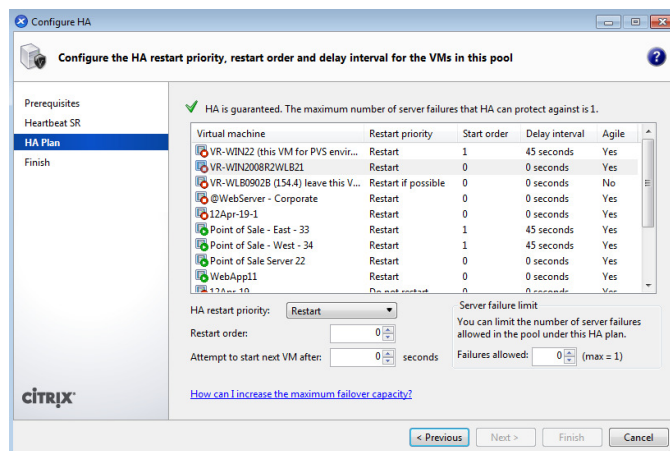 Configure HA
Configure the HA restart priority, restart order and delay interval for the VMs in this pool
Prerequisites
Heartbeat SR
HA Plan
Finish
HA is guaranteed. The maximum number of server failures that HA can protect against is 1.
Virtual machine Restart priority Start order Delay interval Agile
VR-WIN22 (this VM for PVS envir... Restart 1 45 seconds Yes
VR-WIN2008R2WLB21 Restart 0 0 seconds Yes
VR-WLB0902B (154.4) leave this V... Restart if possible 0 0 seconds No
@WebServer - Corporate Restart 0 0 seconds Yes
12Apr-19-1 Restart 0 0 seconds Yes
Point of Sale - East - 33 Restart 1 45 seconds Yes
Point of Sale - West - 34 Restart 1 45 seconds Yes
Point of Sale Server 22 Restart 0 0 seconds Yes
WebApp11 Restart 0 0 seconds Yes
12Apr-19 Do not restart 0 0 seconds Yes
HA restart priority: Restart
Restart order: 0
Attempt to start next VM after: 0 seconds
Server failure limit
You can limit the number of server failures
allowed in the pool under this HA plan.
Failures allowed: 0 (max = 1)
How can I increase the maximum failover capacity?
CİTRIX
< Previous Next > Finish Cancel